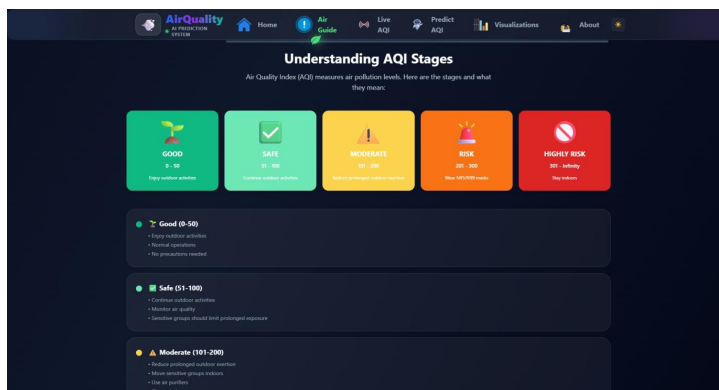 AirQuality
AI PREDICTION
SYSTEM
Home
Air
Guide
Live
AQI
Predict
AQI
Visualizations
About
Understanding AQI Stages
Air Quality Index (AQI) measures air pollution levels. Here are the stages and what
they mean:
GOOD
0 - 50
Enjoy outdoor activities
SAFE
51 - 100
Continue outdoor activities
MODERATE
101 - 200
Reduce prolonged outdoor exertion
RISK
201 - 300
Wear N95/N99 masks
HIGHLY RISK
301 - Infinity
Stay indoors
Good (0-50)
• Enjoy outdoor activities
• Normal operations
• No precautions needed
Safe (51-100)
• Continue outdoor activities
• Monitor air quality
• Sensitive groups should limit prolonged exposure
Moderate (101-200)
• Reduce prolonged outdoor exertion
• Move sensitive groups indoors
• Use air purifiers